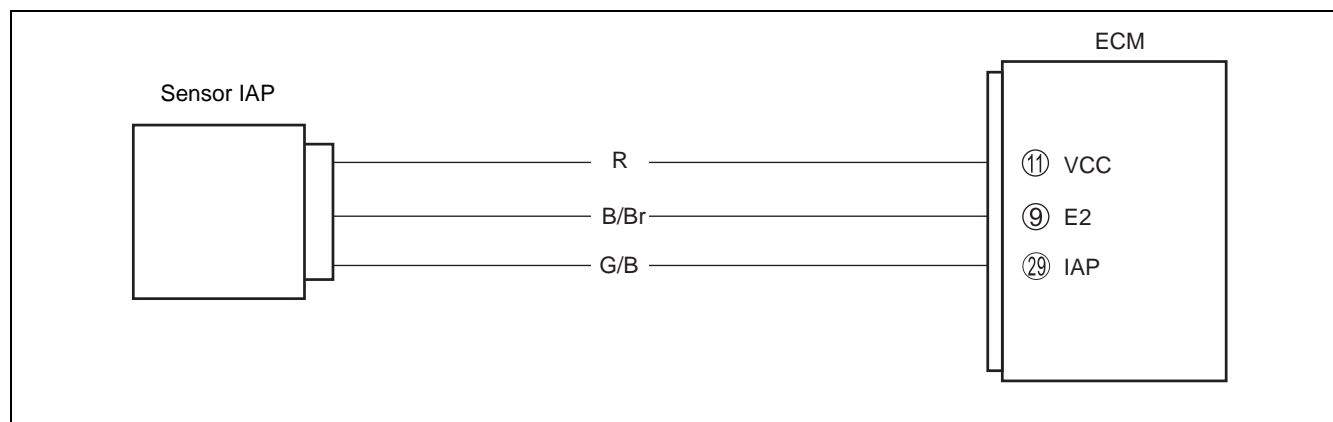 ECM
Sensor IAP
R ⑪ VCC
B/Br ⑨ E2
G/B ㉙ IAP